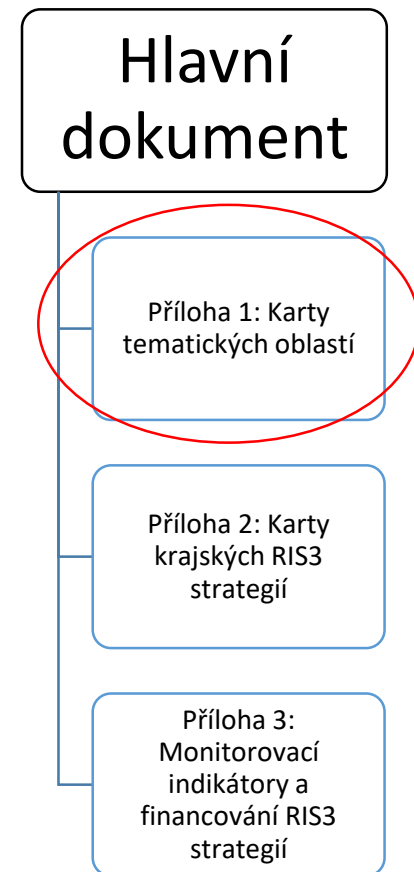 Hlavní
dokument
Příloha 1: Karty
tematických oblastí
Příloha 2: Karty
krajských RIS3
strategií
Příloha 3:
Monitorovací
indikátory a
financování RIS3
strategií